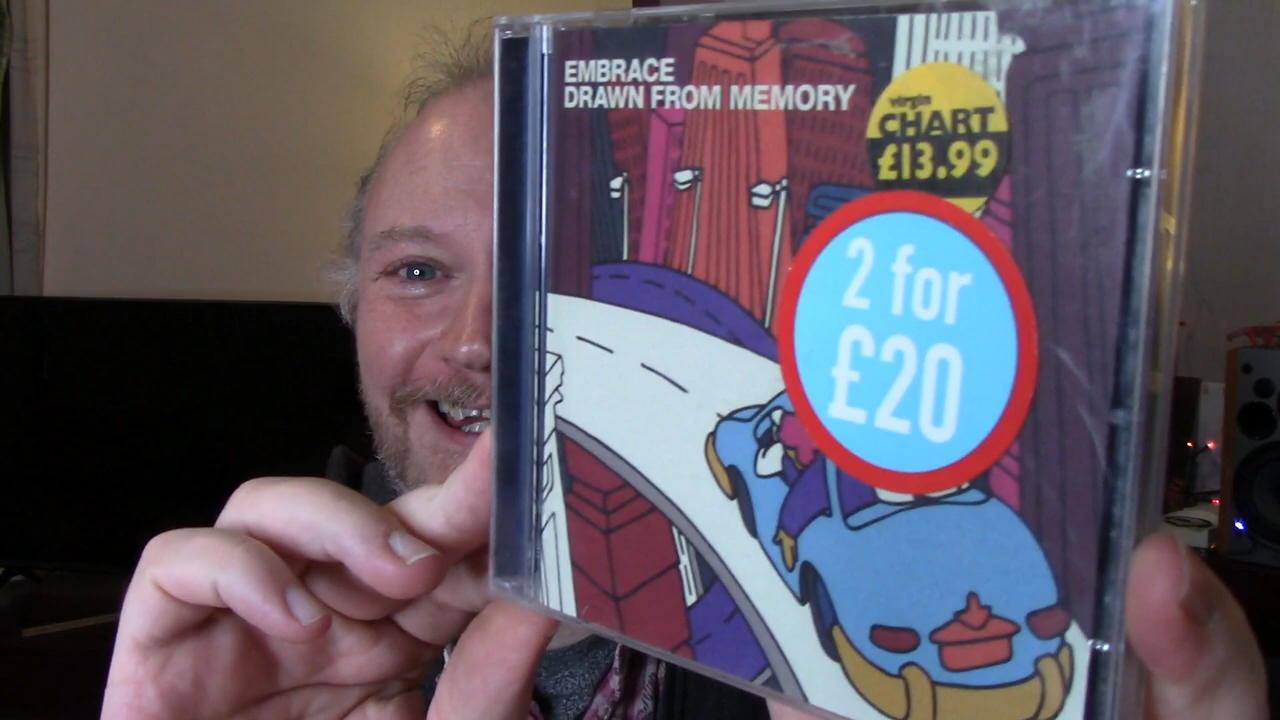 EMBRACE
DRAWN FROM MEMORY
virgin
CHART
£13.99
2 for
£20